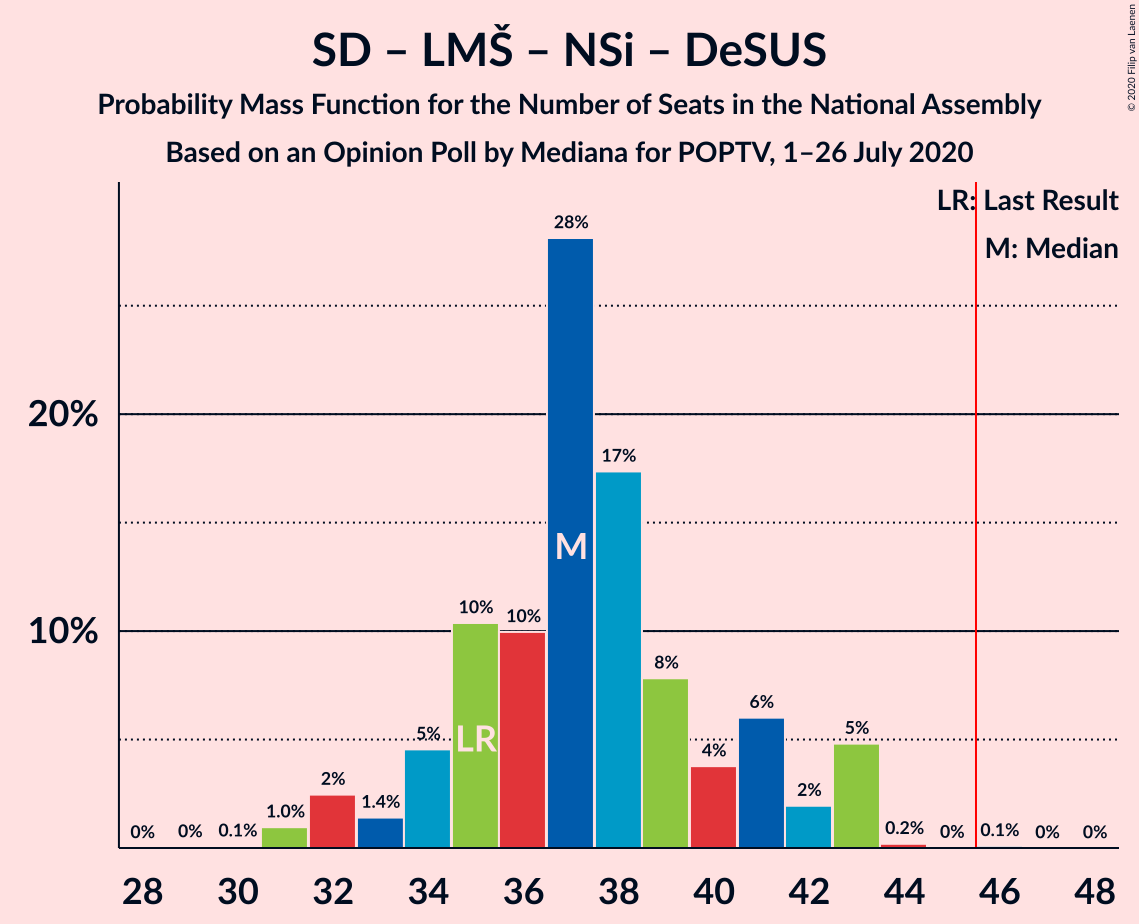 SD – LMŠ – NSi – DeSUS
Probability Mass Function for the Number of Seats in the National Assembly
Based on an Opinion Poll by Mediana for POPTV, 1–26 July 2020
© 2020 Filip van Laenen
LR: Last Result
M: Median
20%
10%
0%
0%
0.1%
1.0%
2%
1.4%
5%
10%
10%
28%
17%
8%
4%
6%
2%
5%
0.2%
0%
0.1%
0%
0%
LR
M
28 30 32 34 36 38 40 42 44 46 48